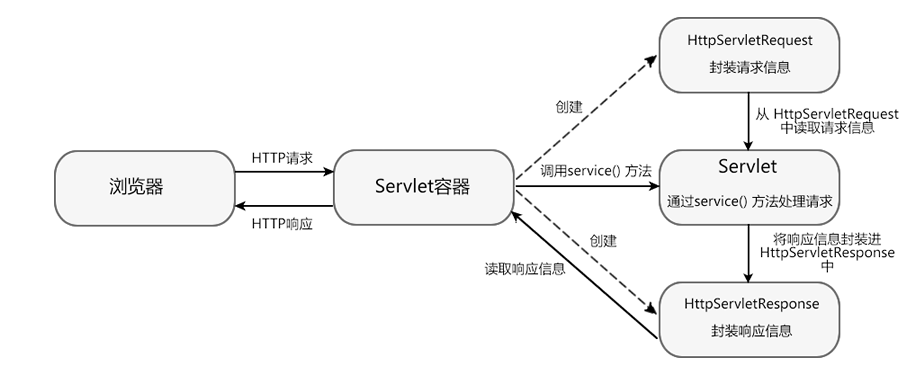 HttpServletRequest
封装请求信息
创建
从 HttpServletRequest
中读取请求信息
HTTP请求
调用service() 方法
Servlet
浏览器
Servlet容器
通过service() 方法处理请求
HTTP响应
创建
将响应信息封装进
HttpServletResponse
中
读取响应信息
HttpServletResponse
封装响应信息